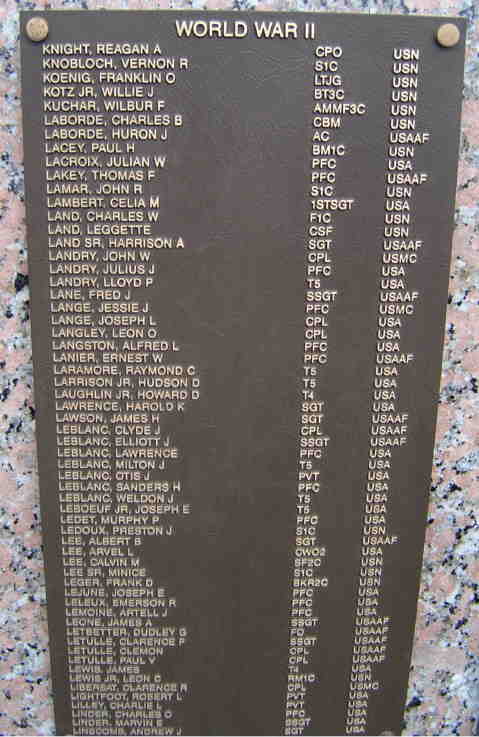 WORLD WAR II
KNIGHT, REAGAN A CPO USN
KNOBLOCH, VERNON R S1C USN
KOENIG, FRANKLIN O LTJG USN
KOTZ JR, WILLIE J BT3C USN
KUCHAR, WILBUR F AMMF3C USN
LABORDE, CHARLES B CBM USN
LABORDE, HURON J AC USAAF
LACEY, PAUL H BM1C USN
LACROIX, JULIAN W PFC USA
LAKEY, THOMAS F PFC USAAF
LAMAR, JOHN R S1C USN
LAMBERT, CELIA M 1STSGT USA
LAND, CHARLES W F1C USN
LAND, LEGGETTE CSF USN
LAND SR, HARRISON A SGT USAAF
LANDRY, JOHN W CPL USMC
LANDRY, JULIUS J PFC USA
LANDRY, LLOYD P T5 USA
LANE, FRED J SSGT USAAF
LANGE, JESSIE J PFC USMC
LANGE, JOSEPH L CPL USA
LANGLEY, LEON O CPL USA
LANGSTON, ALFRED L PFC USA
LANIER, ERNEST W PFC USAAF
LARAMORE, RAYMOND C T5 USA
LARRISON JR, HUDSON D T5 USA
LAUGHLIN JR, HOWARD D T4 USA
LAWRENCE, HAROLD K SGT USA
LAWSON, JAMES H SGT USAAF
LEBLANC, CLYDE J CPL USAAF
LEBLANC, ELLIOTT J SSGT USAAF
LEBLANC, LAWRENCE PFC USA
LEBLANC, MILTON J T5 USA
LEBLANC, OTIS J PVT USA
LEBLANC, SANDERS H PFC USA
LEBLANC, WELDON J T5 USA
LEBOEUF JR, JOSEPH E T5 USA
LEDET, MURPHY P PFC USA
LEDOUX, PRESTON J S1C USN
LEE, ALBERT B SGT USAAF
LEE, ARVEL L CWO2 USA
LEE, CALVIN M SF2C USN
LEE SR, MINICE S1C USN
LEGER, FRANK D BKR2C USN
LEJUNE, JOSEPH E PFC USA
LELEUX, EMERSON R PFC USA
LEMOINE, ARTELL J PFC USA
LEONE, JAMES A SSGT USAAF
LETBETTER, DUDLEY G FO USAAF
LETULLE, CLARENCE P SSGT USAAF
LETULLE, CLEMON CPL USAAF
LETULLE, PAUL V CPL USAAF
LEWIS, JAMES T4 USA
LEWIS JR, LEON C RM1C USN
LIBERSAT, CLARENCE R CPL USMC
LIGHTFOOT, ROBERT L PVT USA
LILLEY, CHARLIE L PVT USA
LINDER, CHARLES O PFC USA
LINDER, MARVIN E SSGT USA
LINSCOMB, ANDREW J SGT USA